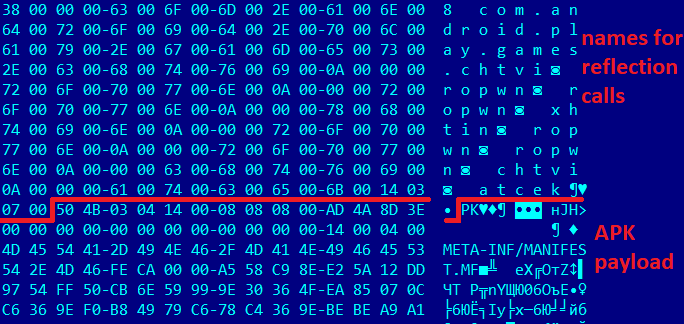 38 00 00 00-63 00 6F 00-6D 00 2E 00-61 00 6E 00 8 c o m . a n
64 00 72 00-6F 00 69 00-64 00 2E 00-70 00 6C 00 d r o i d . p l
61 00 79 00-2E 00 67 00-61 00 6D 00-65 00 73 00 a y . g a m e s
2E 00 63 00-68 00 74 00-76 00 69 00-0A 00 00 00 . c h t v i ◙
72 00 6F 00-70 00 77 00-6E 00 0A 00-00 00 72 00 r o p w n ◙ r
6F 00 70 00-77 00 6E 00-0A 00 00 00-78 00 68 00 o p w n ◙ x h
74 00 69 00-6E 00 0A 00-00 00 72 00-6F 00 70 00 t i n ◙ r o p
77 00 6E 00-0A 00 00 00-72 00 6F 00-70 00 77 00 w n ◙ r o p w
6E 00 0A 00-00 00 63 00-68 00 74 00-76 00 69 00 n ◙ c h t v i
0A 00 00 00-61 00 74 00-63 00 65 00-6B 00 14 03 ◙ a t c e k ¶♥
07 00 50 4B-03 04 14 00-08 08 08 00-AD 4A 8D 3E • PK♥♦¶ ◘◘◘ нJН>
00 00 00 00-00 00 00 00-00 00 00 00-14 00 04 00 ¶ ♦
4D 45 54 41-2D 49 4E 46-2F 4D 41 4E-49 46 45 53 META-INF/MANIFES
54 2E 4D 46-FE CA 00 00-A5 58 C9 8E-E2 5A 12 DD T.MF■╩ еX╔ОтZ↕▌
97 54 FF 50-CB 6E 59 99-9E 30 36 4F-EA 85 07 0C ЧT P╦nYЩЮ06OъЕ•♀
C6 36 9E F0-B8 49 79 C6-78 C4 36 9E-BE BE A9 A1 ╞6ЮЁ╕Iy╞x─6Ю╛╛йб
names for
reflection
calls
APK
payload